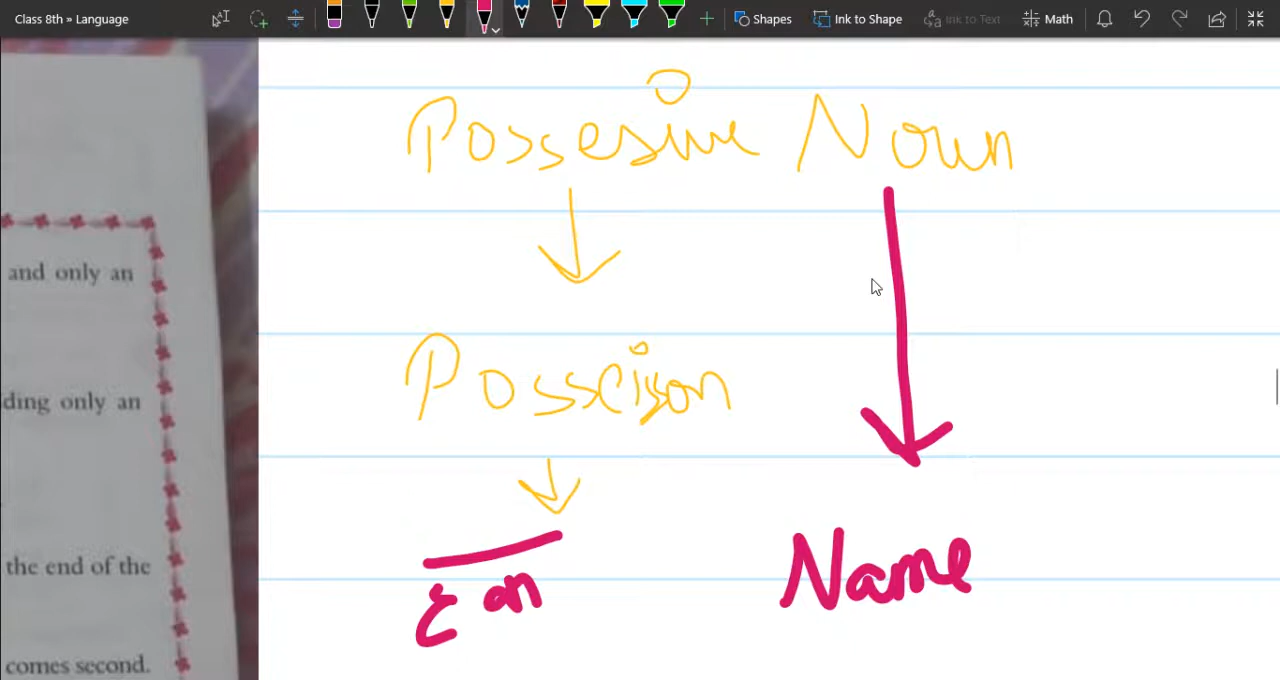 Class 8th » Language
Shapes
Ink to Shape
Ink to Text
Math
Possesive Noun
and only an
Posseison
ding only an
Name
the end of the
comes second.